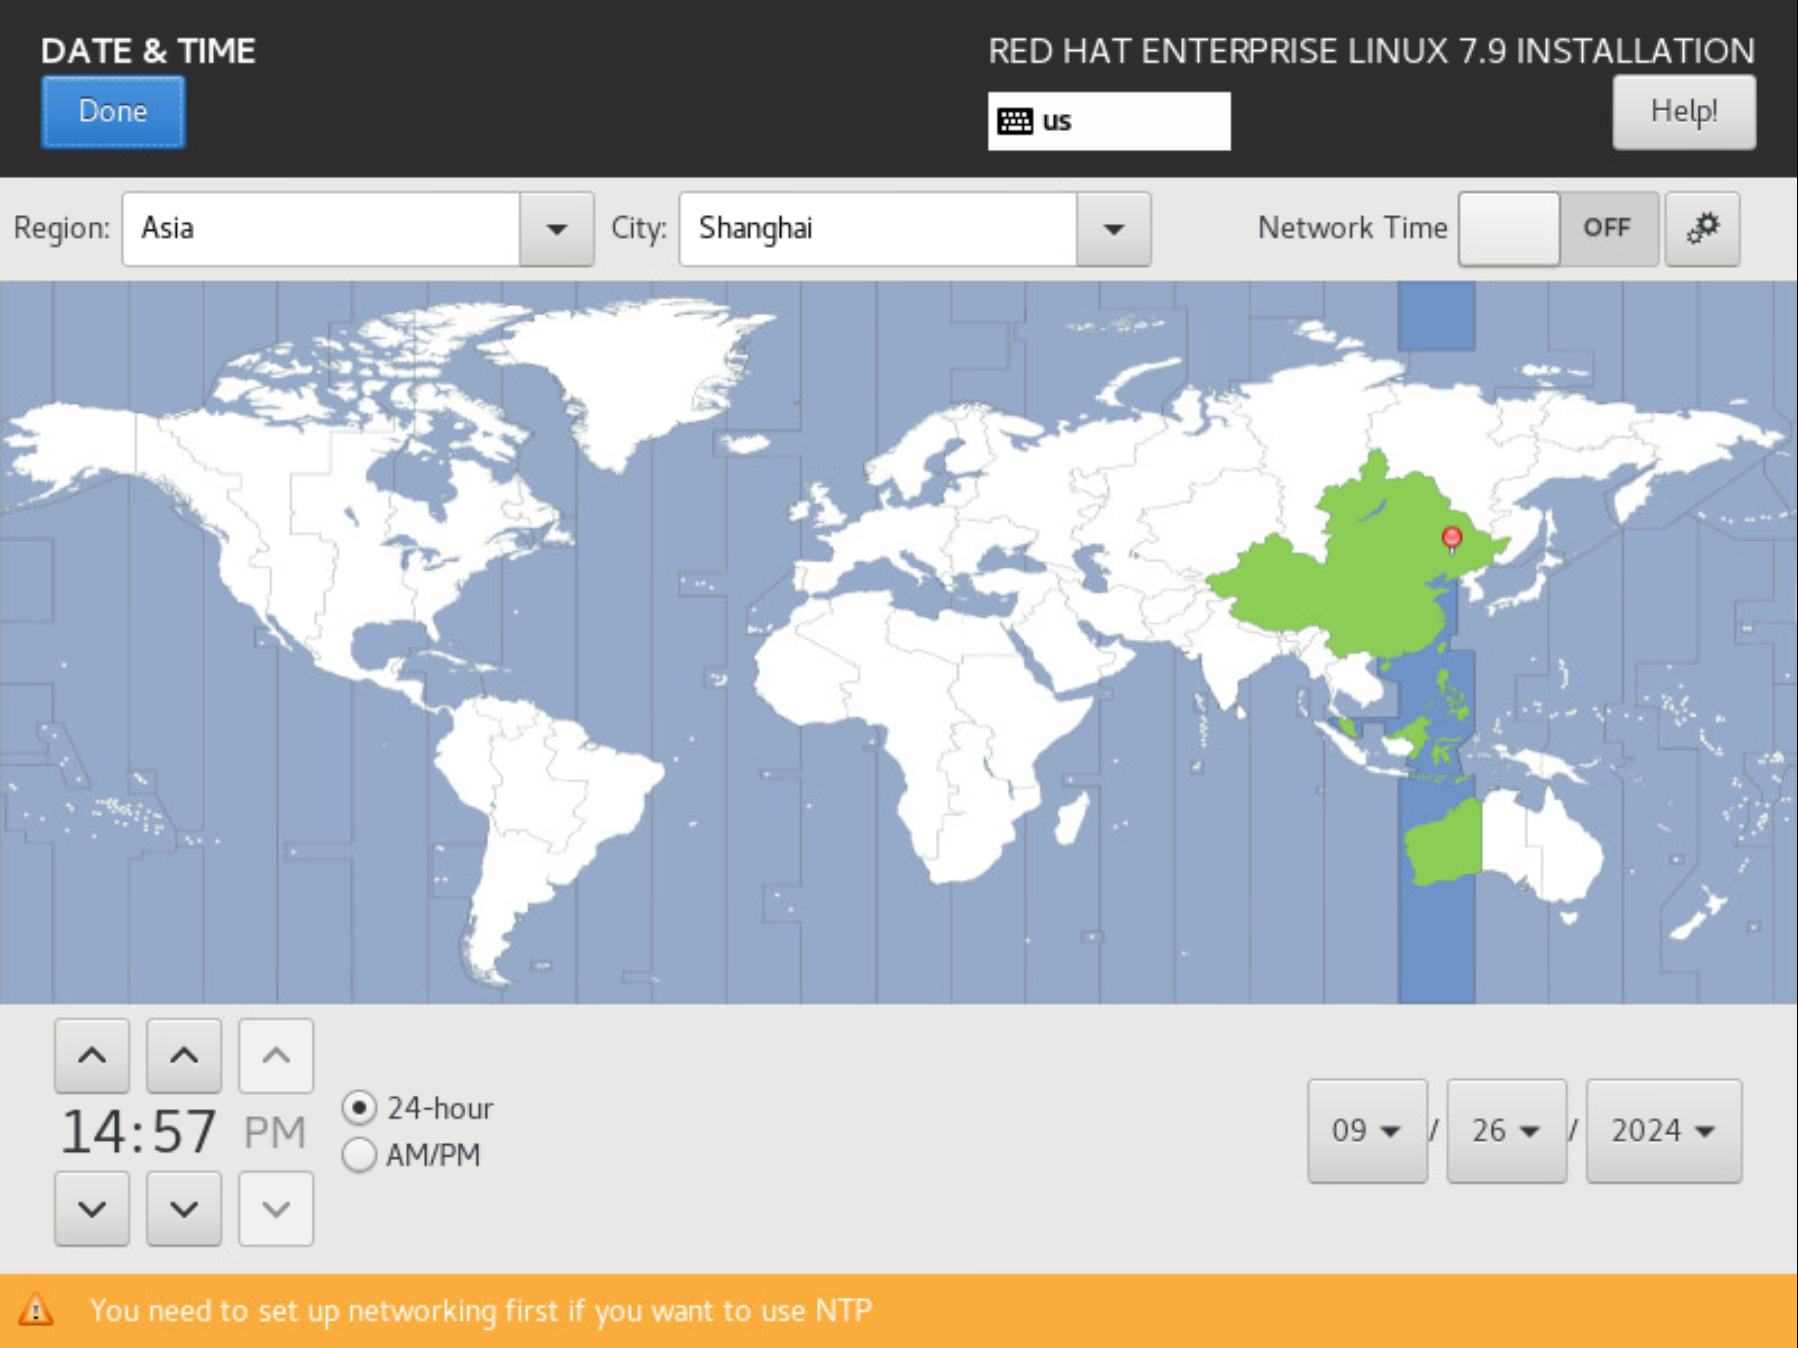 DATE & TIME
RED HAT ENTERPRISE LINUX 7.9 INSTALLATION
Done
us
Help!
Region:
Asia
City:
Shanghai
Network Time
OFF
14:57
PM
24-hour
AM/PM
09 / 26 / 2024
You need to set up networking first if you want to use NTP